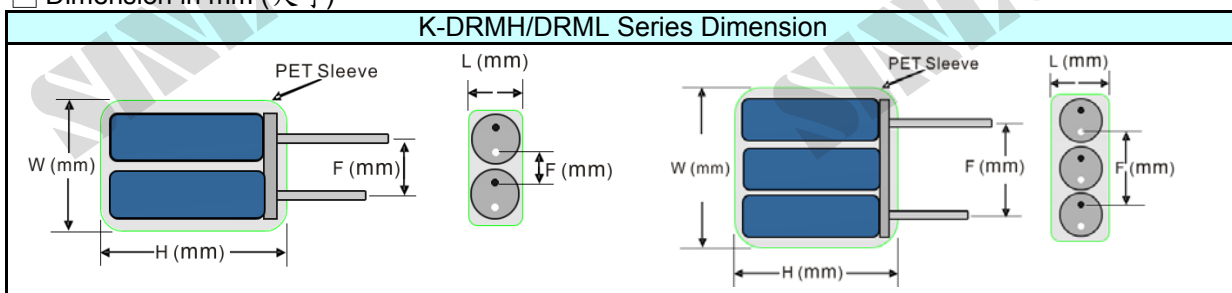 Dimension in mm (尺寸)
K-DRMH/DRML Series Dimension
PET Sleeve
L (mm)
W (mm)
F (mm)
F (mm)
H (mm)
PET Sleeve
L (mm)
W (mm)
F (mm)
F (mm)
H (mm)